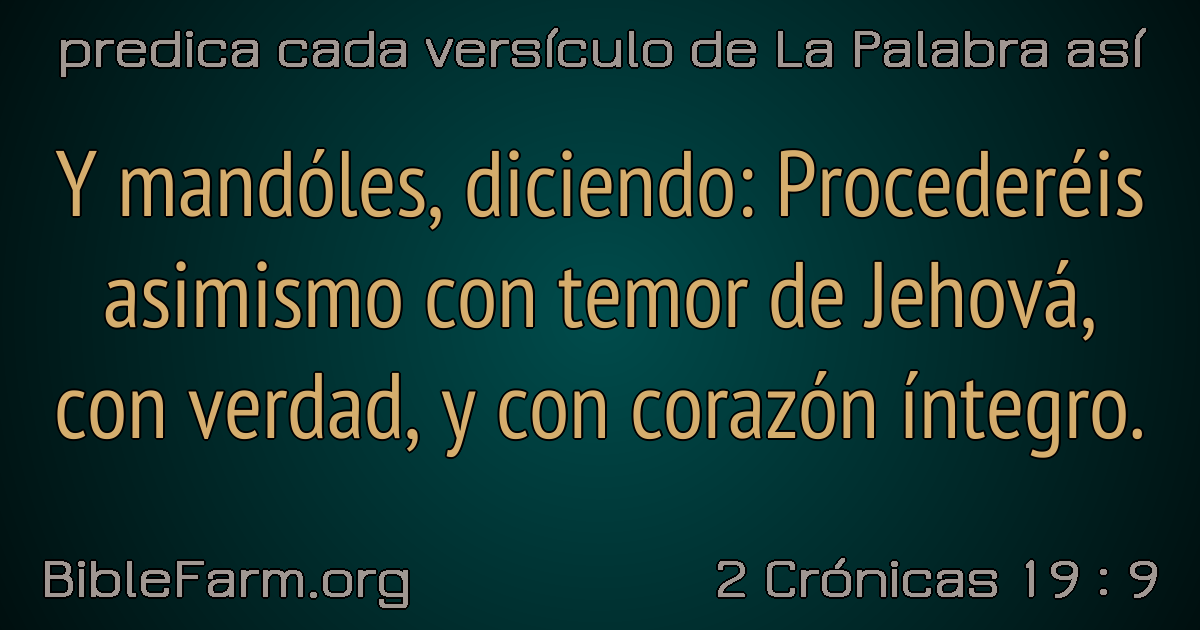 predica cada versículo de La Palabra así
Y mandóles, diciendo: Procederéis
asimismo con temor de Jehová,
con verdad, y con corazón íntegro.
BibleFarm.org
2 Crónicas 19 : 9